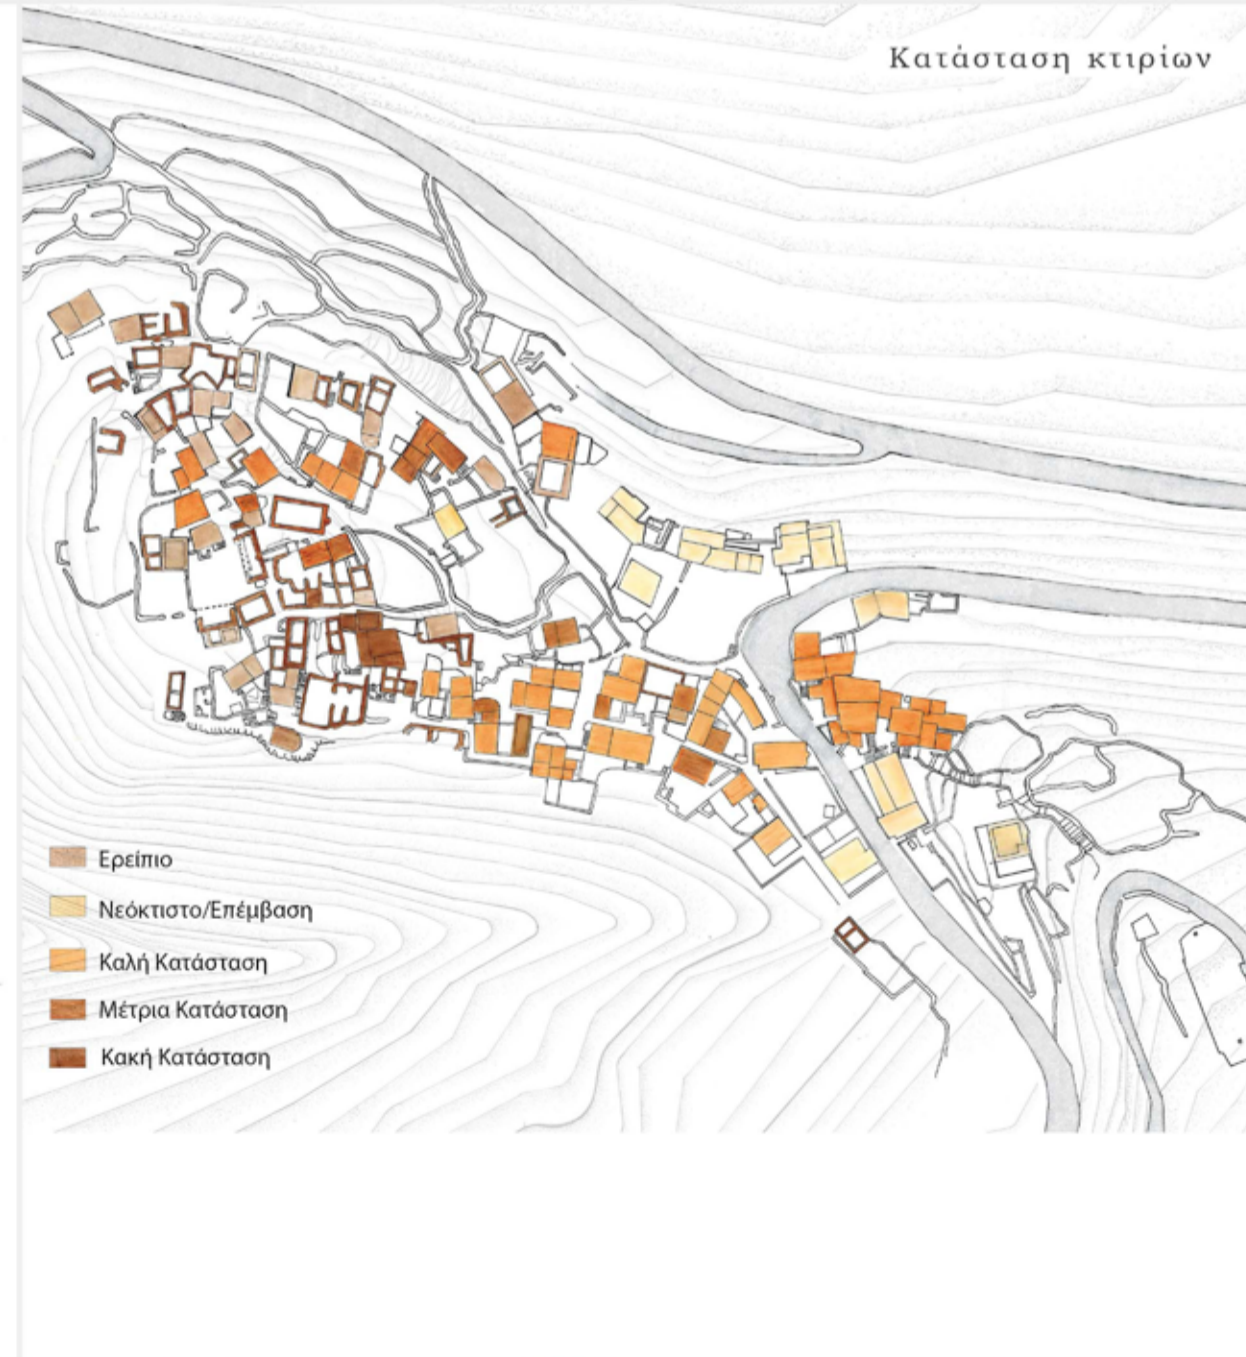 Κατάσταση κτιρίων
Ερείπιο
Νεόκτιστο/Επέμβαση
Καλή Κατάσταση
Μέτρια Κατάσταση
Κακή Κατάσταση